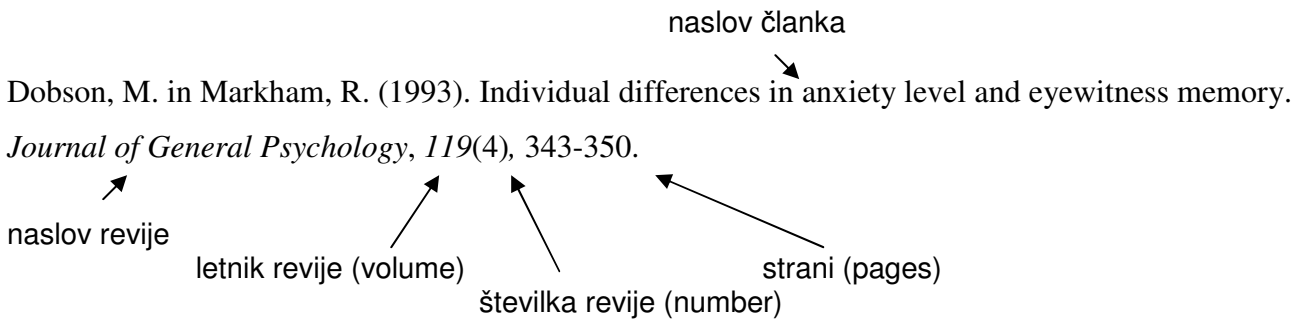 naslov članka
Dobson, M. in Markham, R. (1993). Individual differences in anxiety level and eyewitness memory.
Journal of General Psychology, 119(4), 343-350.
naslov revije
letnik revije (volume)
strani (pages)
številka revije (number)